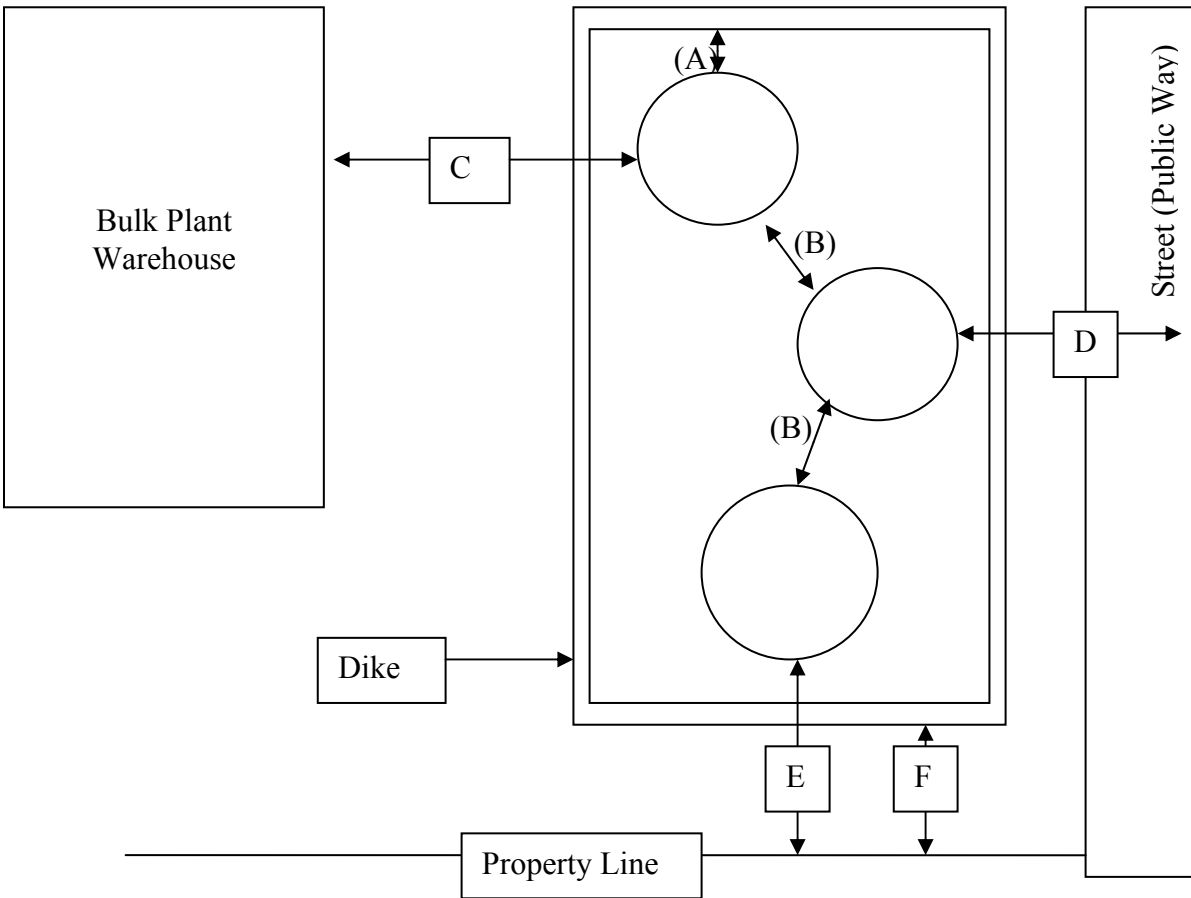 (A)
Street (Public Way)
C
Bulk Plant
Warehouse
(B)
D
(B)
Dike
E
F
Property Line